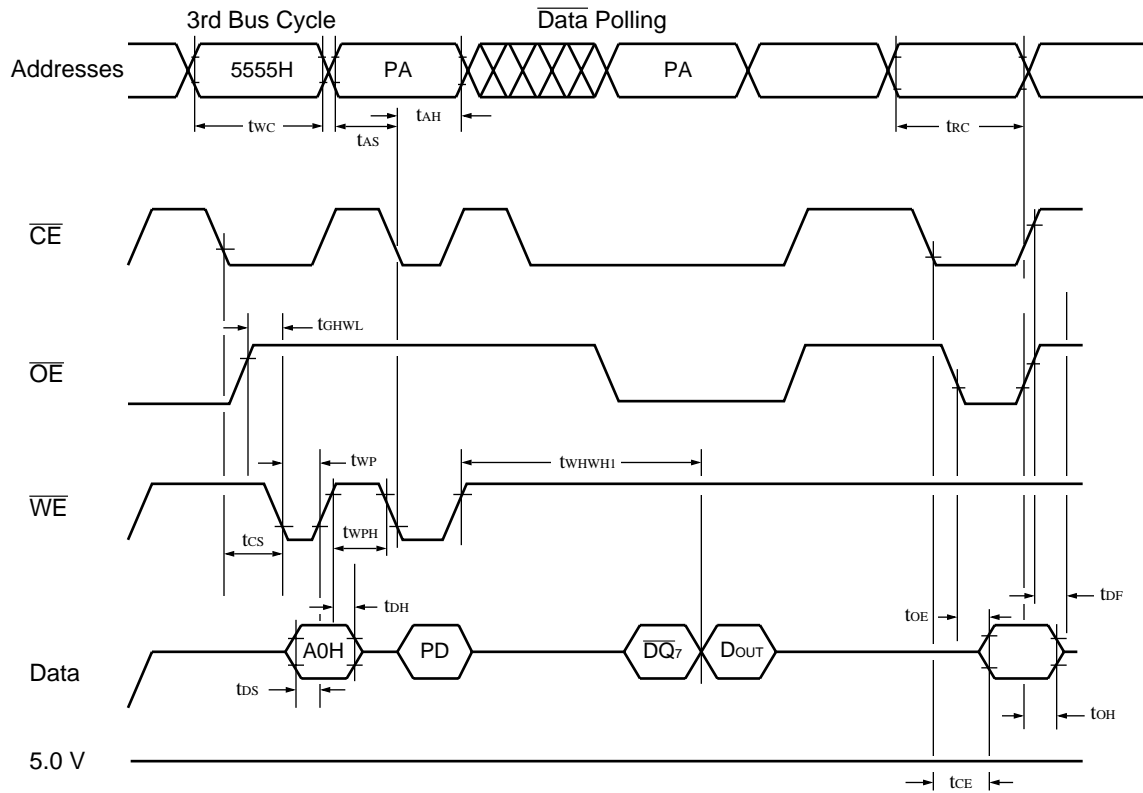 3rd Bus Cycle
Data Polling
Addresses
5555H
PA
PA
tWC
tAS
tAH
tRC
CE
tGHWL
OE
tWP
tWHWH1
WE
tCS
tWPH
tDH
tOE
tDF
Data
A0H
PD
DQ7
DOUT
tDS
tOH
5.0 V
tCE